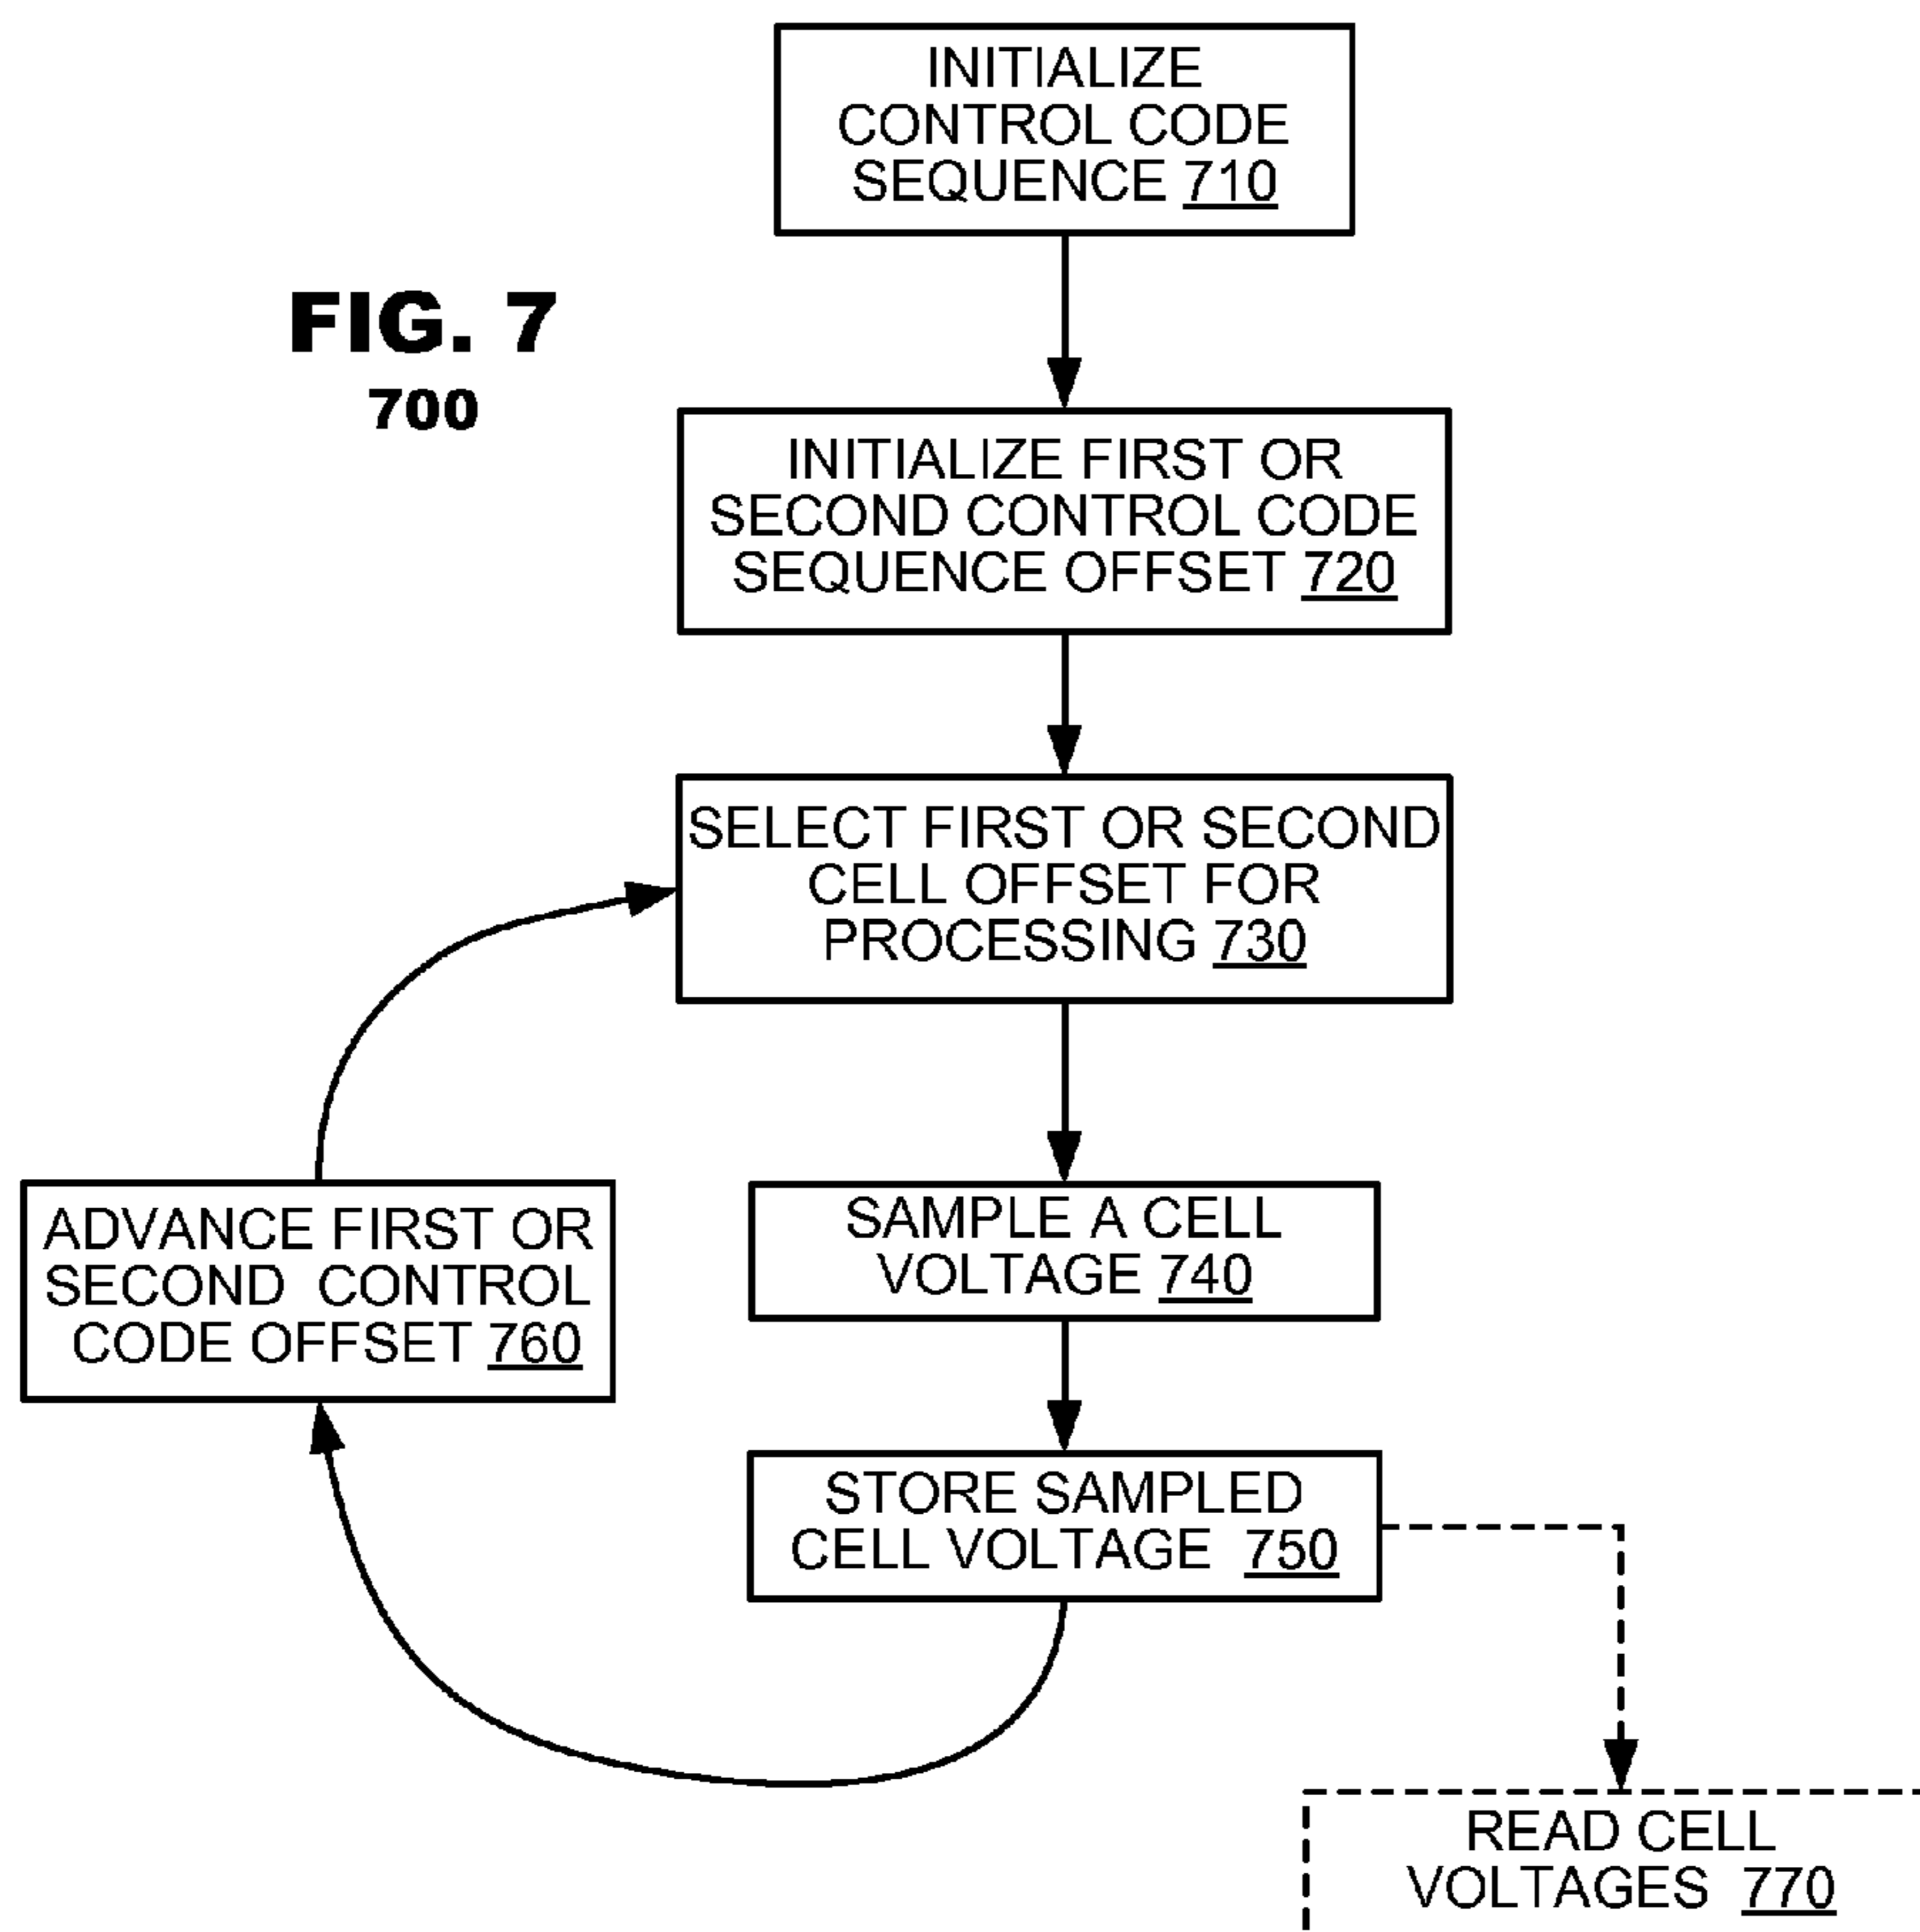 INITIALIZE
CONTROL CODE
SEQUENCE 710
FIG. 7
700
INITIALIZE FIRST OR
SECOND CONTROL CODE
SEQUENCE OFFSET 720
SELECT FIRST OR SECOND
CELL OFFSET FOR
PROCESSING 730
ADVANCE FIRST OR
SECOND CONTROL
CODE OFFSET 760
SAMPLE A CELL
VOLTAGE 740
STORE SAMPLED
CELL VOLTAGE 750
READ CELL
VOLTAGES 770